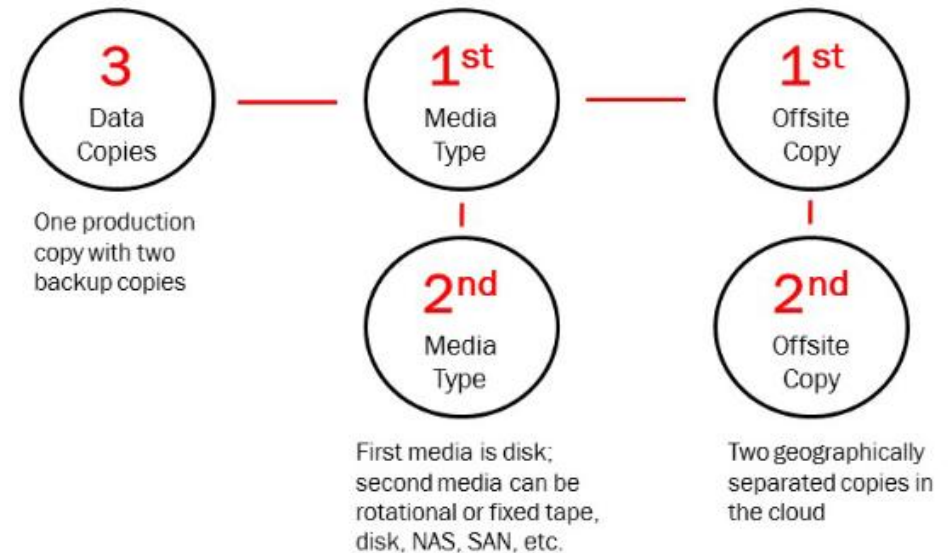 3
Data
Copies
One production
copy with two
backup copies
1st
Media
Type
2nd
Media
Type
First media is disk;
second media can be
rotational or fixed tape,
disk, NAS, SAN, etc.
1st
Offsite
Copy
2nd
Offsite
Copy
Two geographically
separated copies in
the cloud